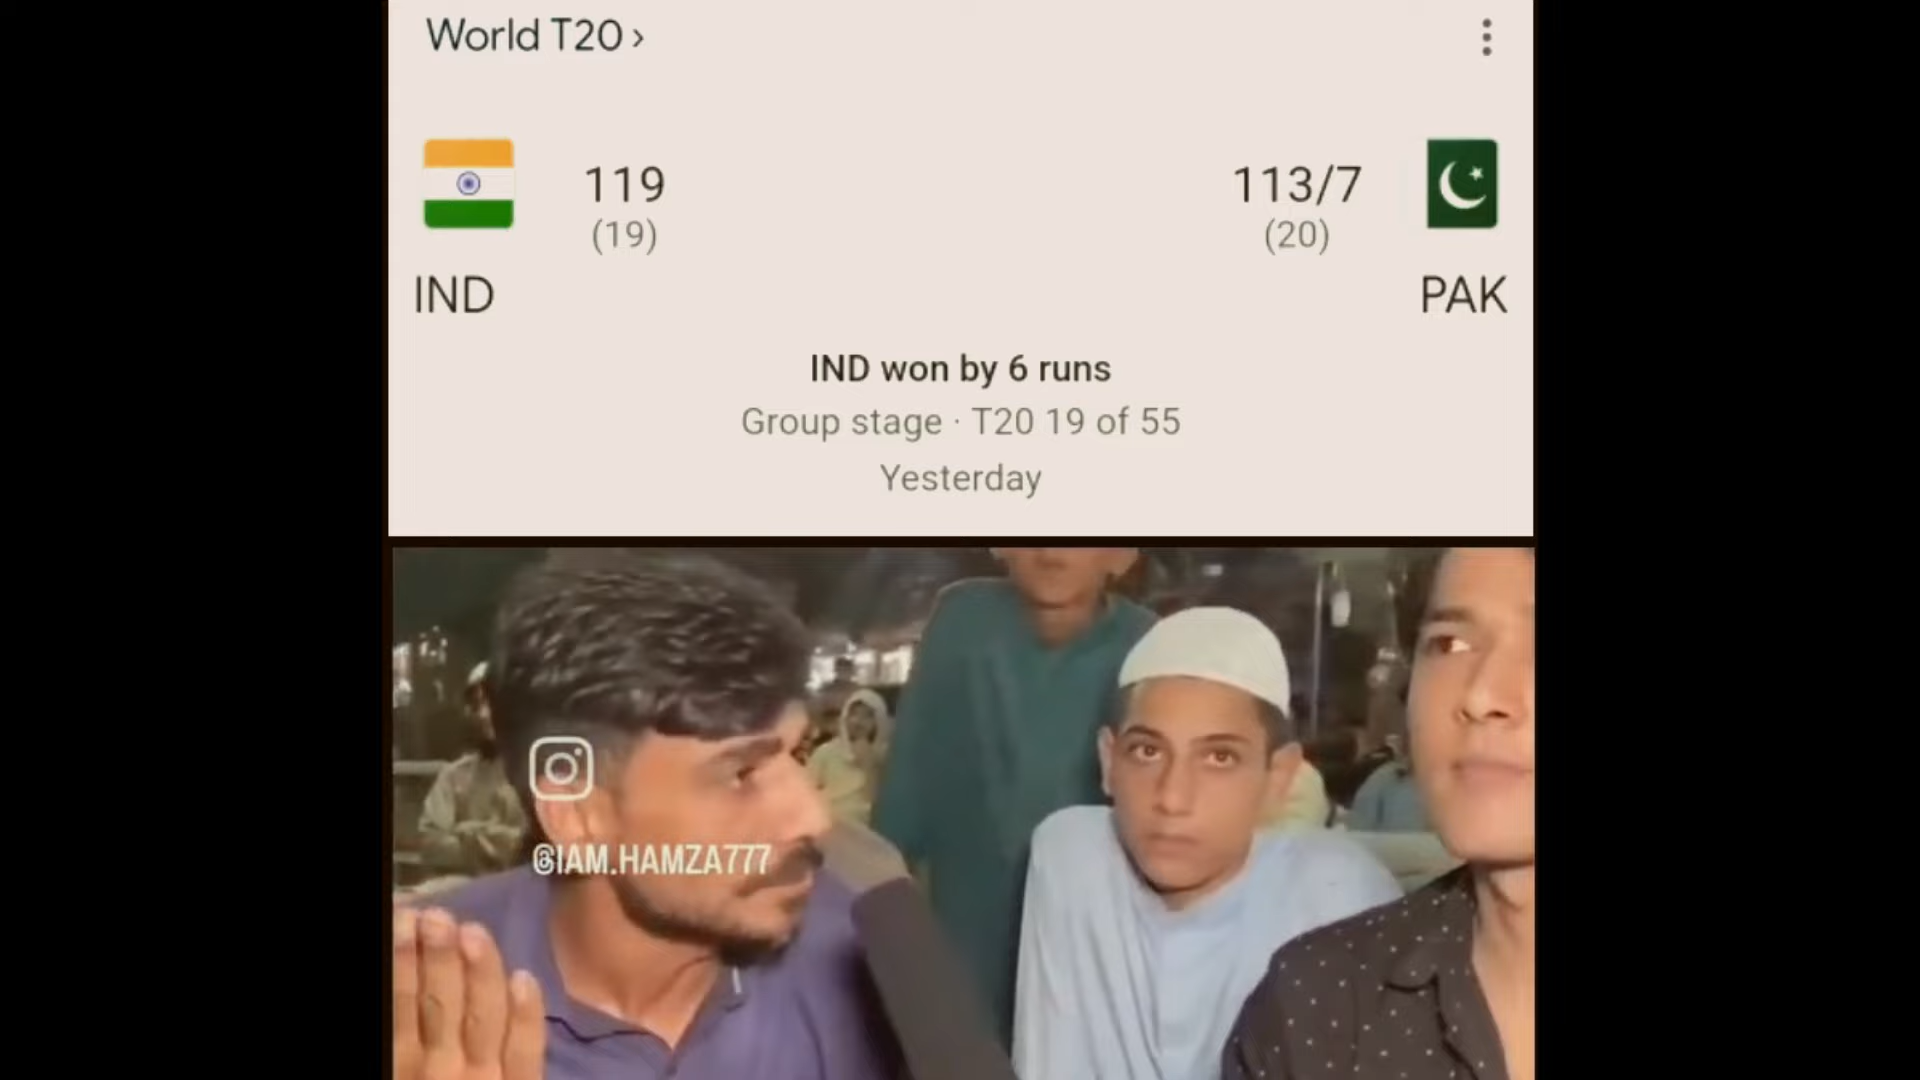 World T20 ›
119
113/7
(19)
(20)
IND
PAK
IND won by 6 runs
Group stage · T20 19 of 55
Yesterday
@IAM.HAMZA777